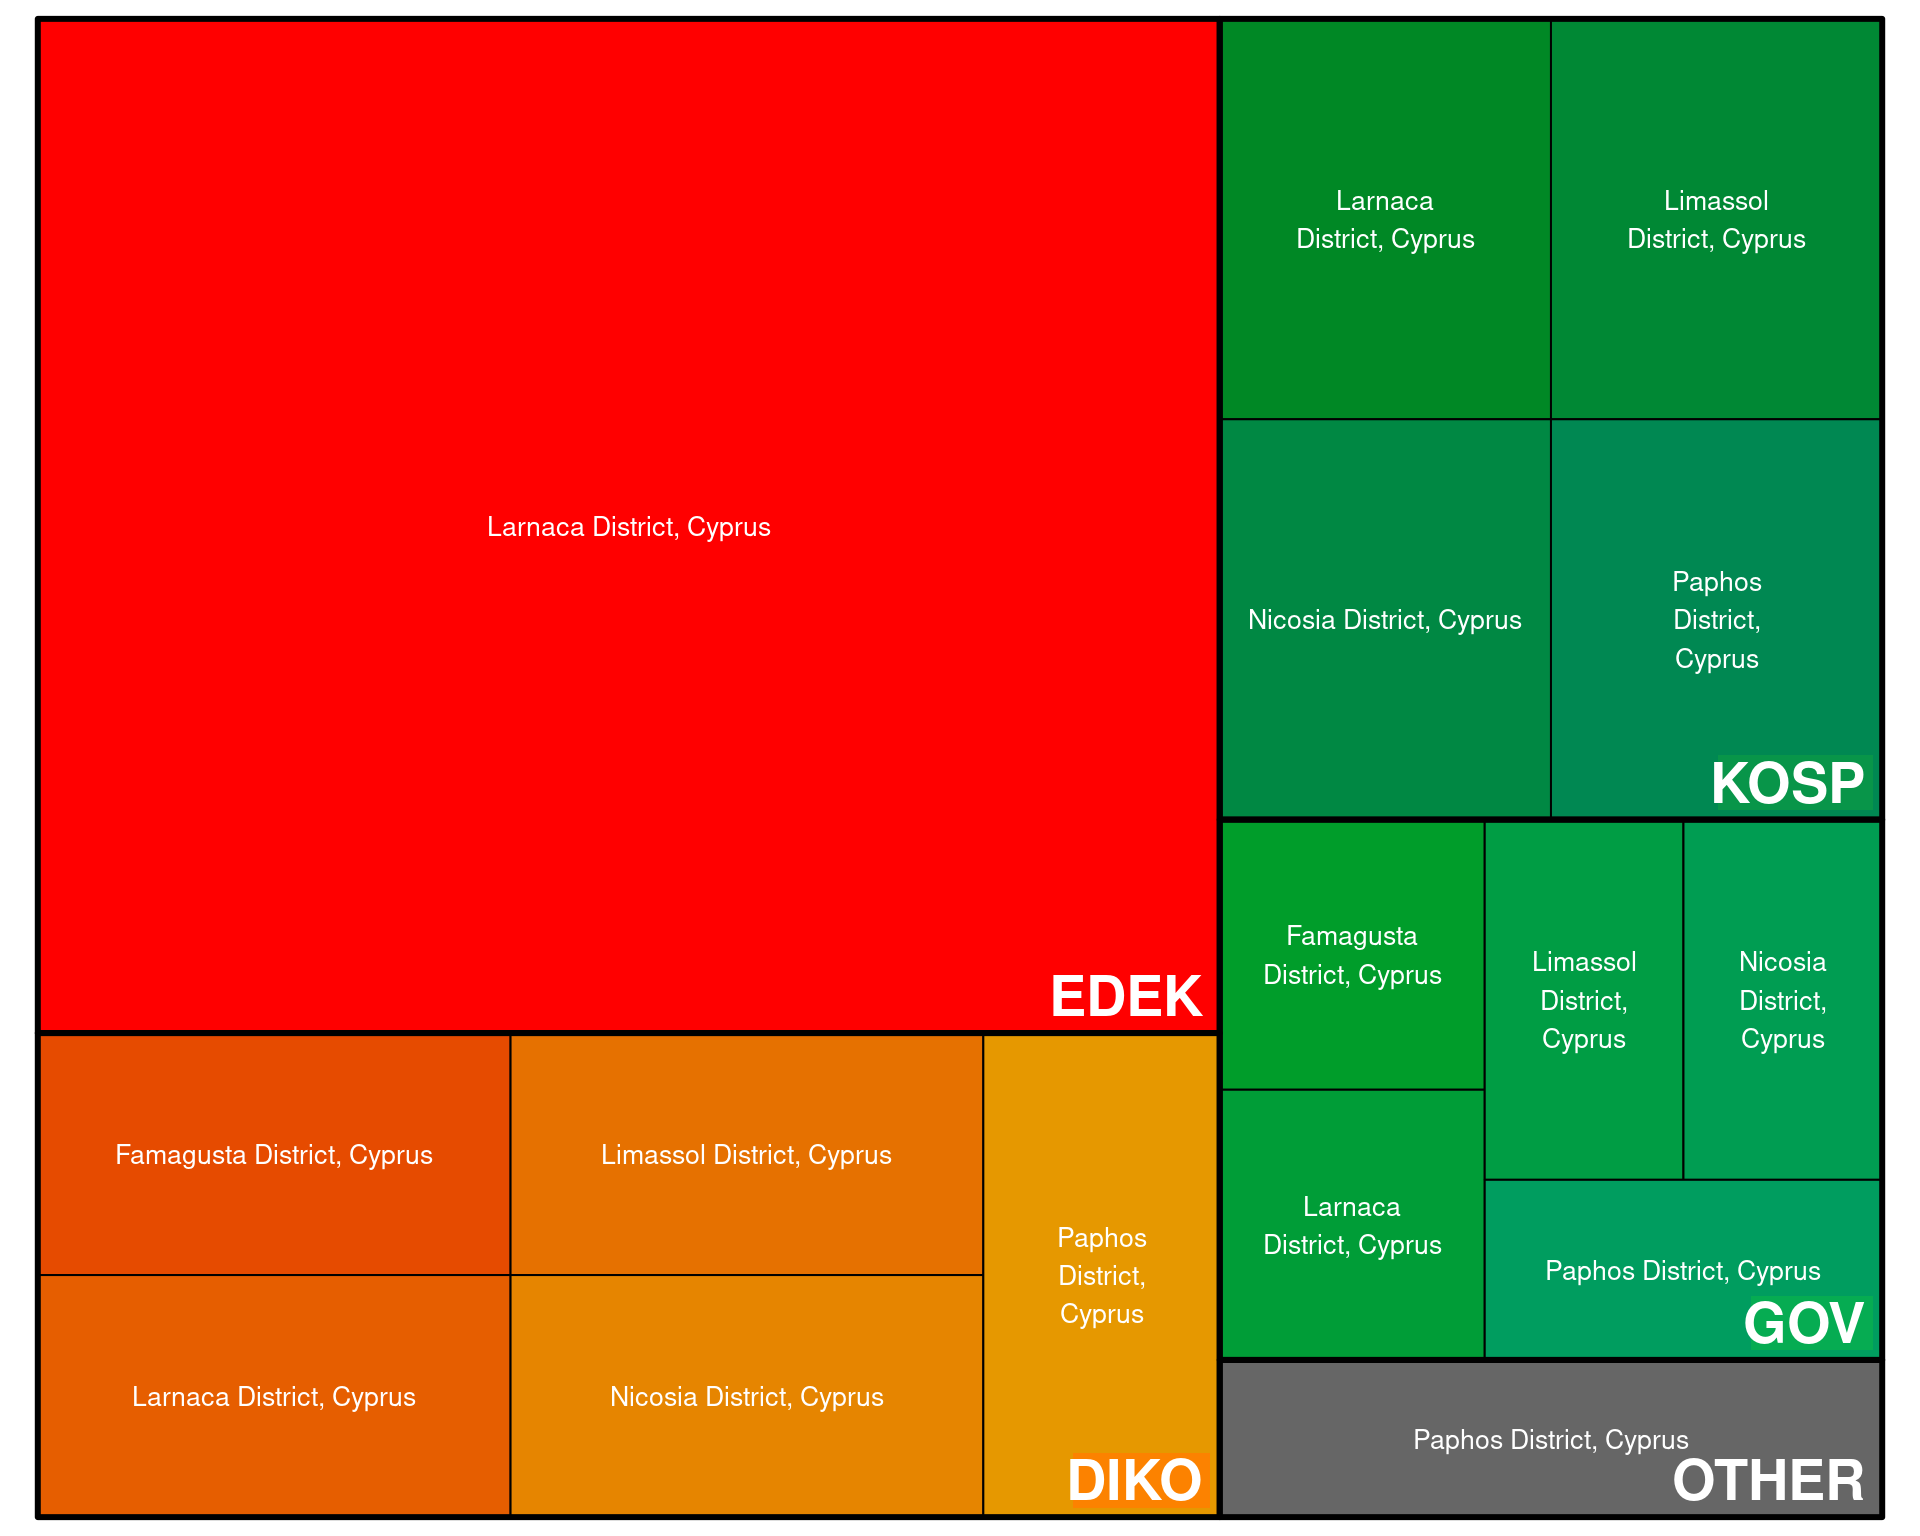 Larnaca District, Cyprus
EDEK
Famagusta District, Cyprus
Limassol District, Cyprus
Paphos
District,
Cyprus
Larnaca District, Cyprus
Nicosia District, Cyprus
DIKO
Larnaca
District, Cyprus
Limassol
District, Cyprus
Nicosia District, Cyprus
Paphos
District,
Cyprus
KOSP
Famagusta
District, Cyprus
Limassol
District,
Cyprus
Nicosia
District,
Cyprus
Larnaca
District, Cyprus
Paphos District, Cyprus
GOV
Paphos District, Cyprus
OTHER